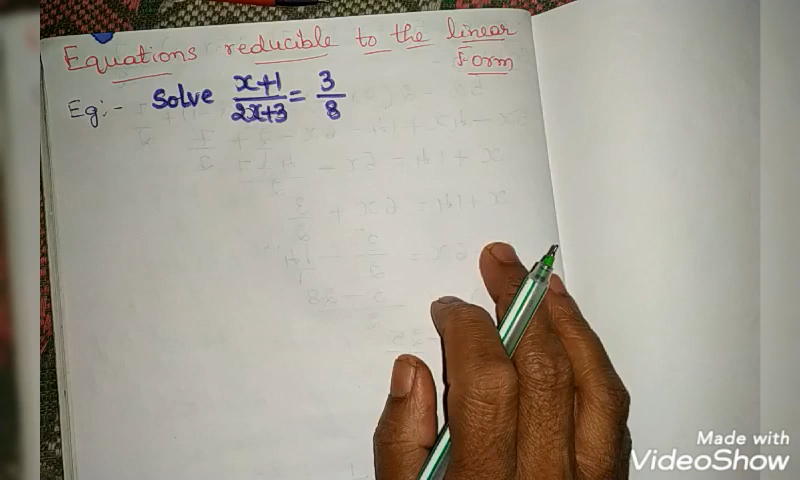 Equations reducible to the linear
Form
Eg:- Solve x+1/2x+3 = 3/8
Made with
VideoShow